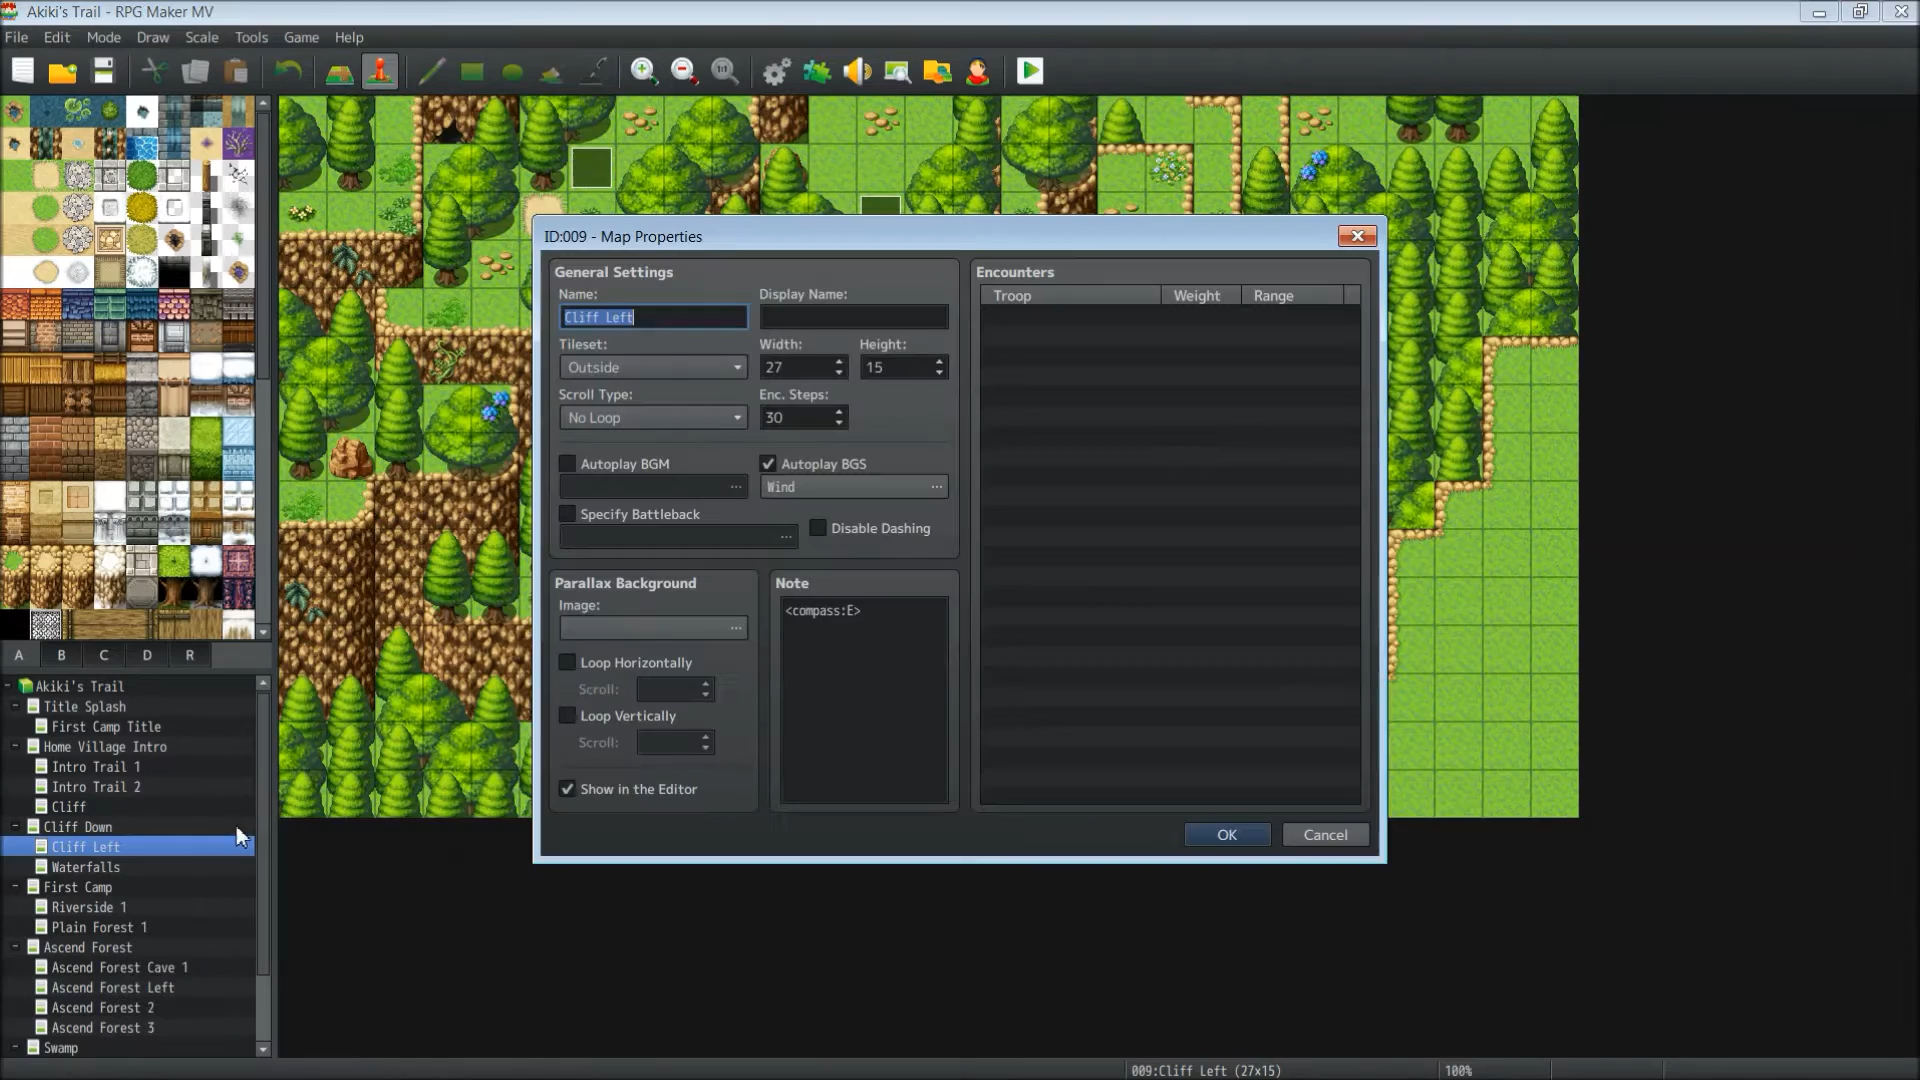 Akiki's Trail - RPG Maker MV
File Edit Mode Draw Scale Tools Game Help
1:1
ID:009 - Map Properties
General Settings
Name: Display Name:
Cliff Left
Tileset: Width: Height:
Outside 27 15
Scroll Type: Enc. Steps:
No Loop 30
Autoplay BGM Autoplay BGS
... Wind ...
Specify Battleback
... Disable Dashing
Parallax Background
Image:
...
Loop Horizontally
Scroll:
Loop Vertically
Scroll:
Show in the Editor
Note
<compass:E>
Encounters
Troop Weight Range
OK Cancel
A B C D R
Akiki's Trail
Title Splash
First Camp Title
Home Village Intro
Intro Trail 1
Intro Trail 2
Cliff
Cliff Down
Cliff Left
Waterfalls
First Camp
Riverside 1
Plain Forest 1
Ascend Forest
Ascend Forest Cave 1
Ascend Forest Left
Ascend Forest 2
Ascend Forest 3
Swamp
009:Cliff Left (27x15) 100%